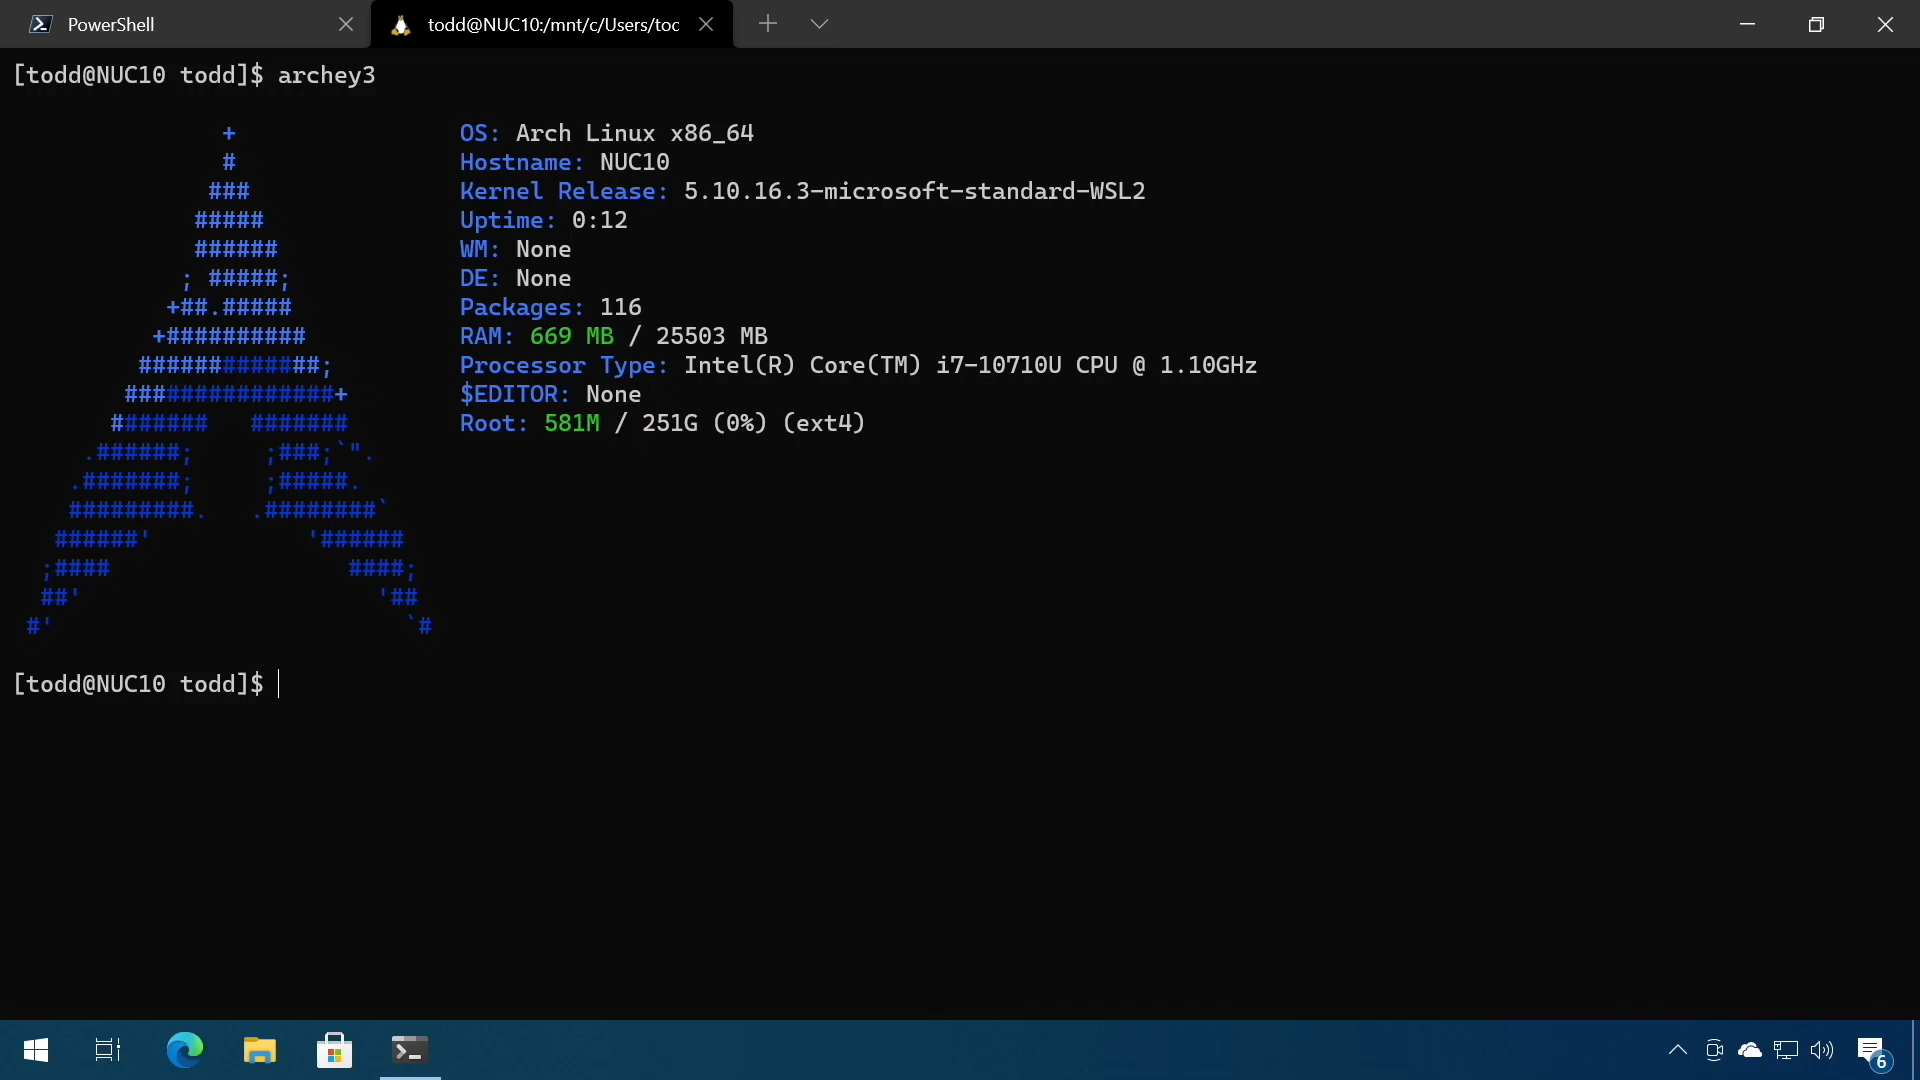 PowerShell
todd@NUC10:/mnt/c/Users/toc
[todd@NUC10 todd]$ archey3
               +                OS: Arch Linux x86_64
               #                Hostname: NUC10
              ###               Kernel Release: 5.10.16.3-microsoft-standard-WSL2
             #####              Uptime: 0:12
             ######             WM: None
            ; #####;            DE: None
           +##.#####            Packages: 116
          +##########           RAM: 669 MB / 25503 MB
         #############;         Processor Type: Intel(R) Core(TM) i7-10710U CPU @ 1.10GHz
        ###############+        $EDITOR: None
       #######   #######        Root: 581M / 251G (0%) (ext4)
     .######;     ;###;`".
    .#######;     ;#####.
    #########.   .########`
   ######'           '######
  ;####                 ####;
  ##'                     '##
 #'                         `#
[todd@NUC10 todd]$
6